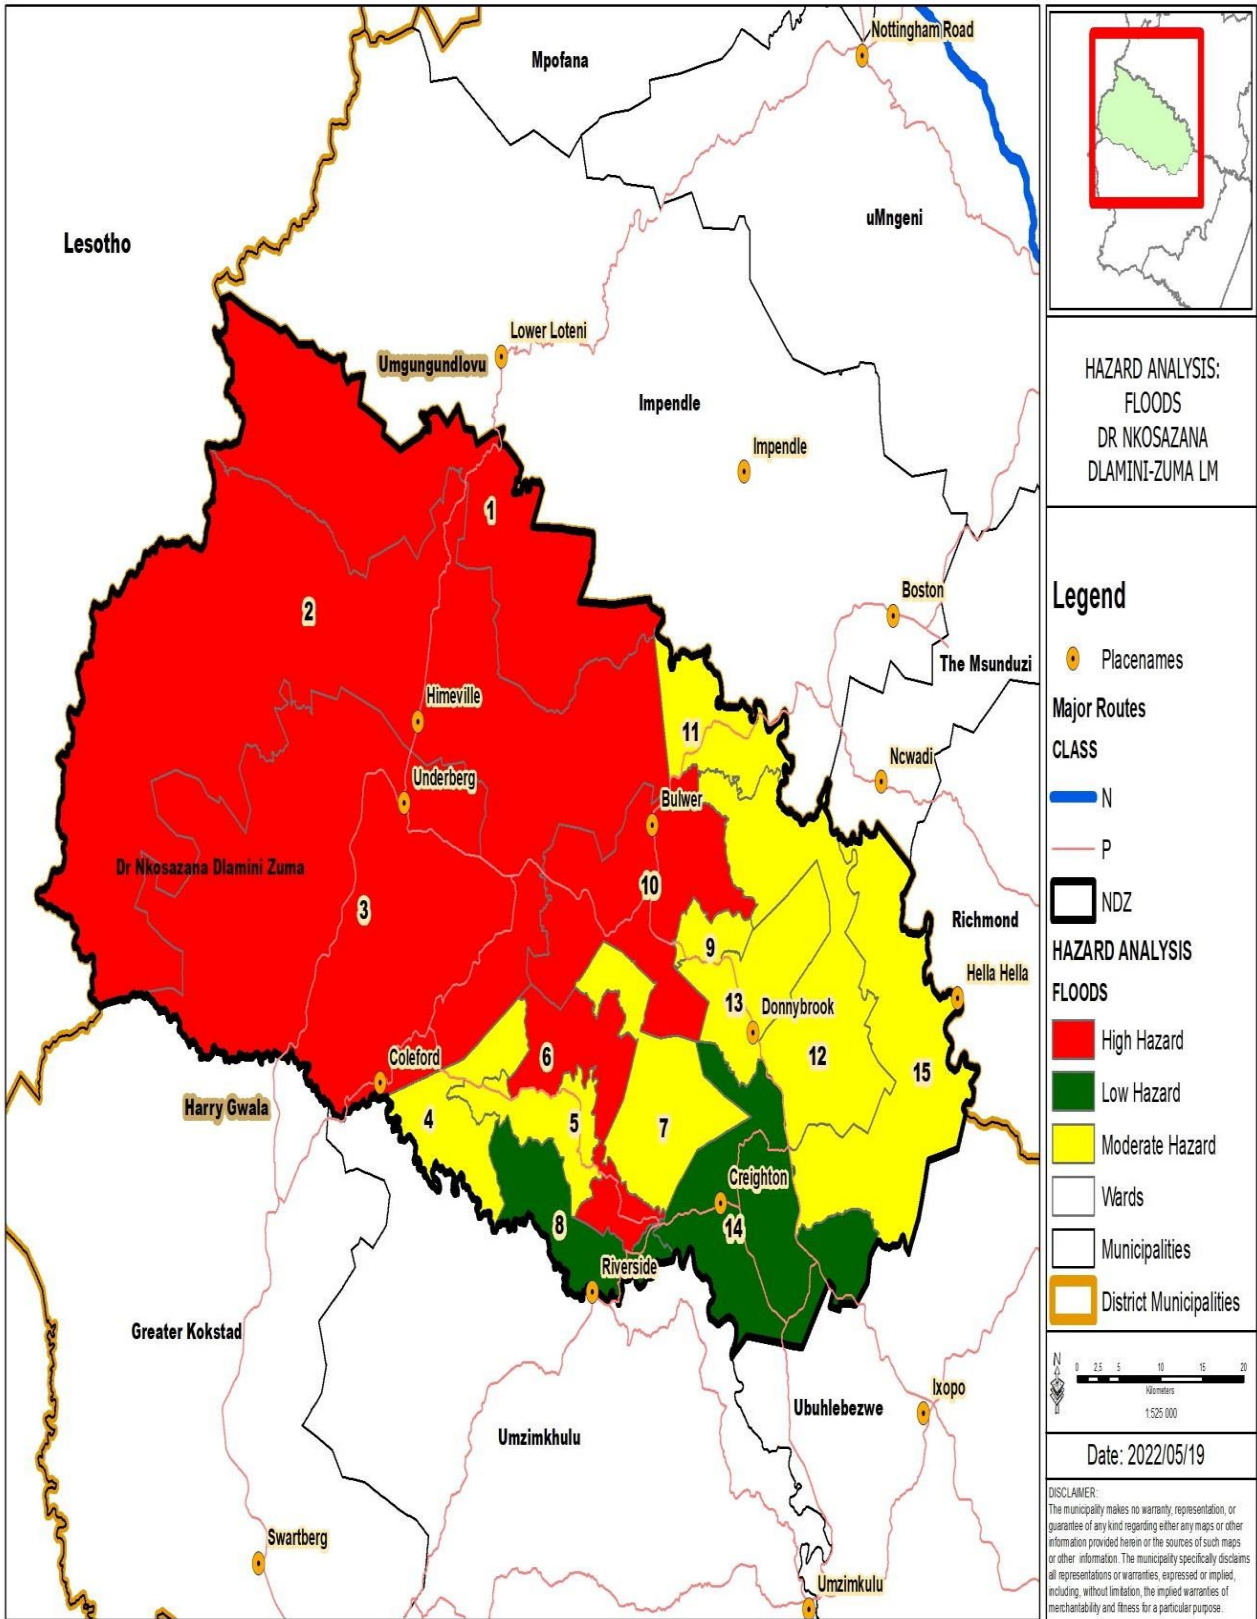 Nottingham Road
Mpofana
uMngeni
Lesotho
Lower Loteni
Umgungundlovu
Impendle
Impendle
1
Boston
2
The Msunduzi
Himeville
11
Ncwadi
Underberg
Bulwer
Dr Nkosazana Dlamini Zuma
10
3
Richmond
9
Hella Hella
13
Donnybrook
6
Coleford
12
15
Harry Gwala
4
5
7
Creighton
8
14
Riverside
Greater Kokstad
Ixopo
Ubuhlebezwe
Umzimkhulu
Swartberg
Umzimkulu
HAZARD ANALYSIS:
FLOODS
DR NKOSAZANA
DLAMINI-ZUMA LM
Legend
Placenames
Major Routes
CLASS
N
P
NDZ
HAZARD ANALYSIS
FLOODS
High Hazard
Low Hazard
Moderate Hazard
Wards
Municipalities
District Municipalities
N
0 2,5 5 10 15 20
Kilometers
1:525 000
Date: 2022/05/19
DISCLAIMER:
The municipality makes no warranty, representation, or
guarantee of any kind regarding either any maps or other
information provided herein or the sources of such maps
or other information. The municipality specifically disclaims
all representations or warranties, expressed or implied,
including, without limitation, the implied warranties of
merchantability and fitness for a particular purpose.